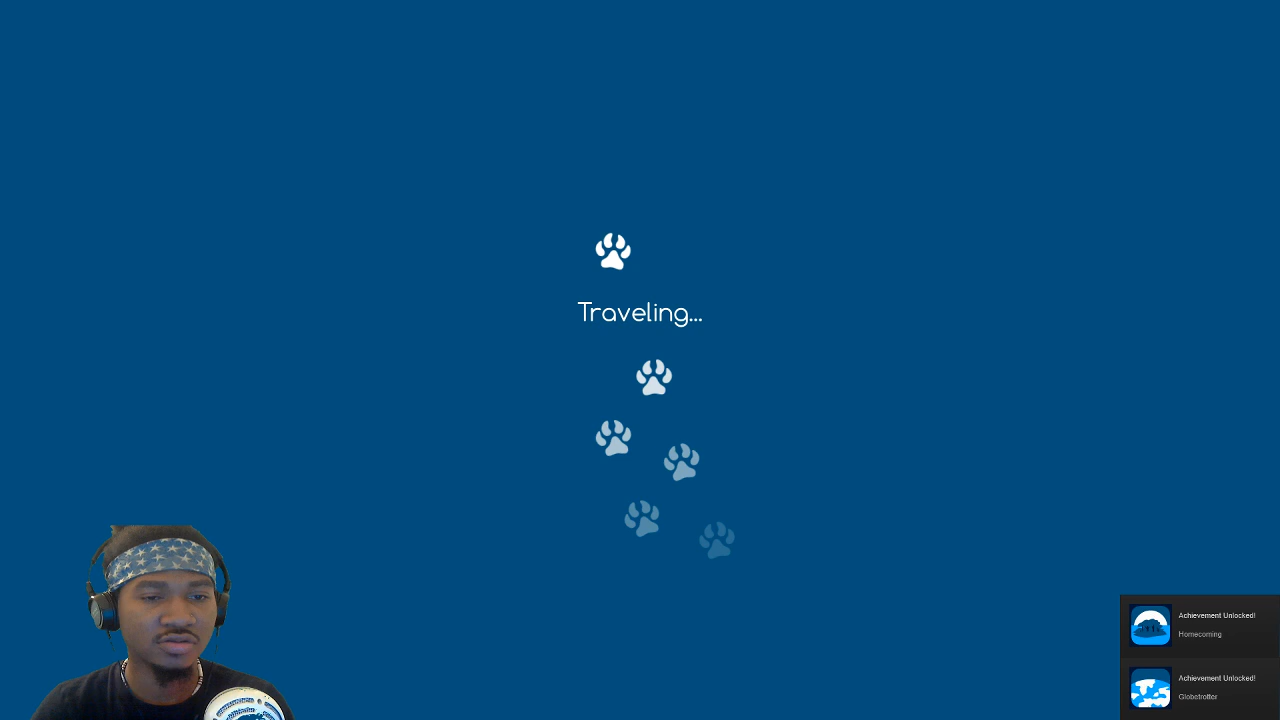 Traveling...
Achievement Unlocked!
Homecoming
Achievement Unlocked!
Globetrotter